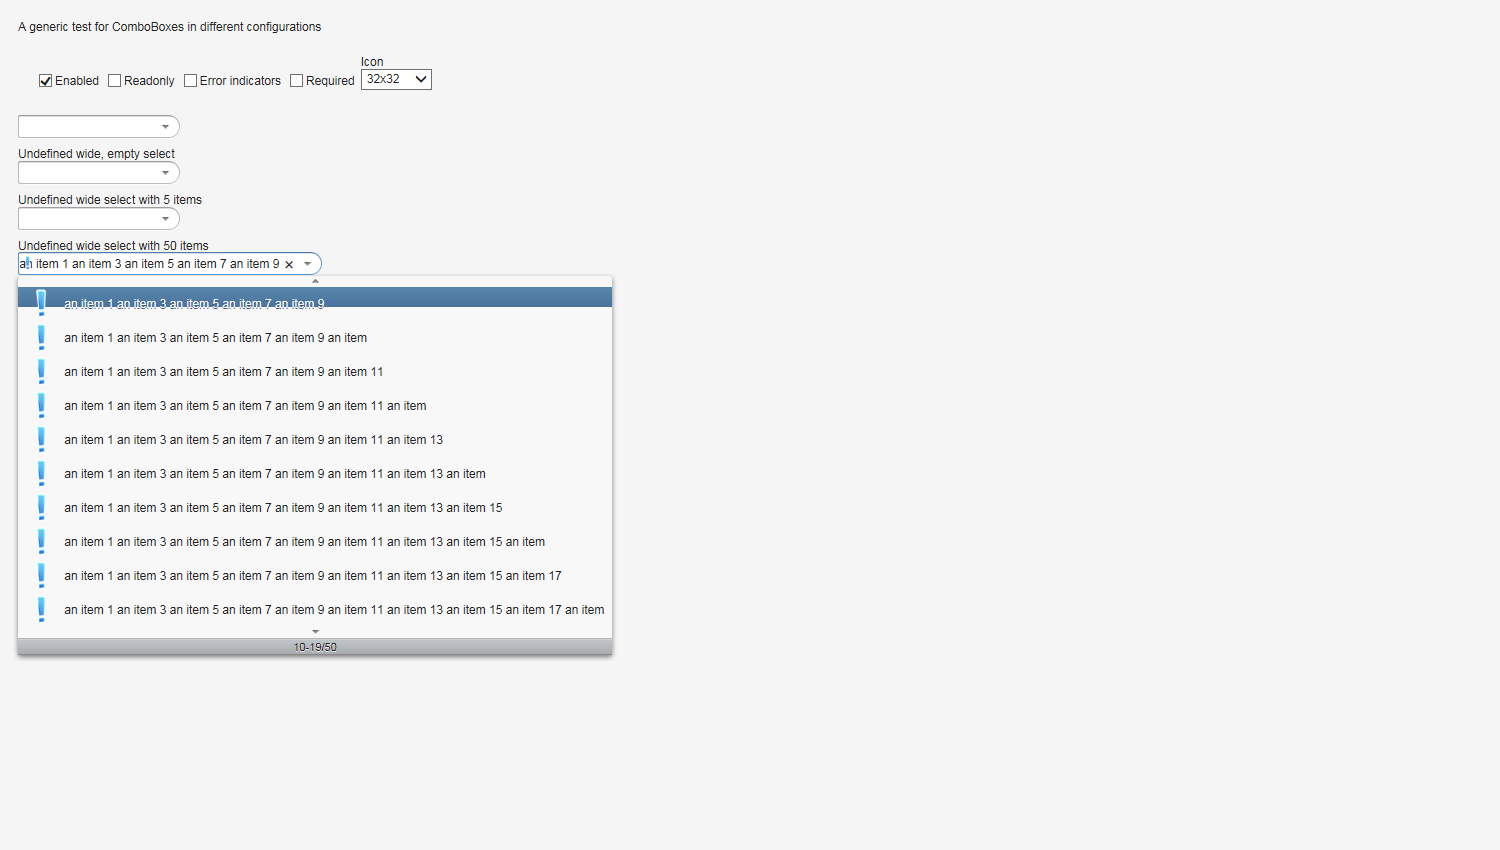 A generic test for ComboBoxes in different configurations
Icon
Enabled Readonly Error indicators Required 32x32
Undefined wide, empty select
Undefined wide select with 5 items
Undefined wide select with 50 items
an item 1 an item 3 an item 5 an item 7 an item 9
an item 1 an item 3 an item 5 an item 7 an item 9
an item 1 an item 3 an item 5 an item 7 an item 9 an item
an item 1 an item 3 an item 5 an item 7 an item 9 an item 11
an item 1 an item 3 an item 5 an item 7 an item 9 an item 11 an item
an item 1 an item 3 an item 5 an item 7 an item 9 an item 11 an item 13
an item 1 an item 3 an item 5 an item 7 an item 9 an item 11 an item 13 an item
an item 1 an item 3 an item 5 an item 7 an item 9 an item 11 an item 13 an item 15
an item 1 an item 3 an item 5 an item 7 an item 9 an item 11 an item 13 an item 15 an item
an item 1 an item 3 an item 5 an item 7 an item 9 an item 11 an item 13 an item 15 an item 17
an item 1 an item 3 an item 5 an item 7 an item 9 an item 11 an item 13 an item 15 an item 17 an item
10-19/50